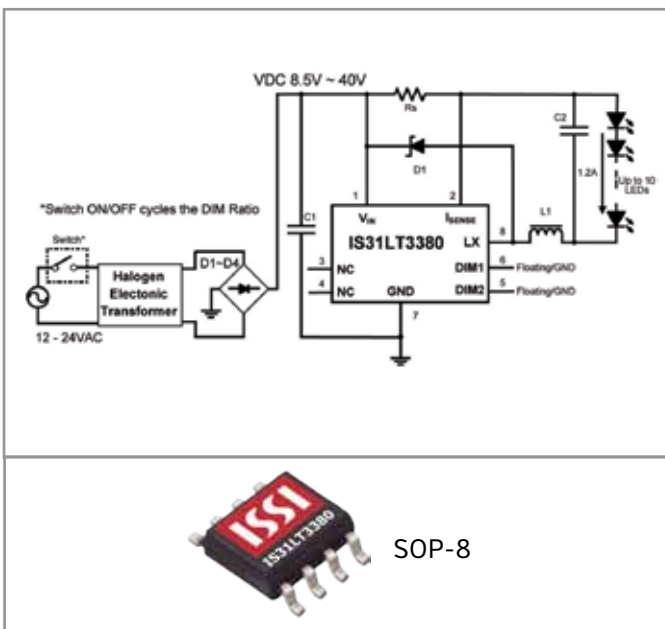 VDC 8.5V ~ 40V
Rs
D1
C2
1.2A
Up to 10
LEDs
*Switch ON/OFF cycles the DIM Ratio
Switch*
D1~D4
Halogen
Electonic
Transformer
12 - 24VAC
C1
1
2
VIN
ISENSE
IS31LT3380
LX
8
L1
3
NC
DIM1
6
Floating/GND
4
NC
GND
DIM2
5
Floating/GND
7
ISSI
IS31LT3380
SOP-8